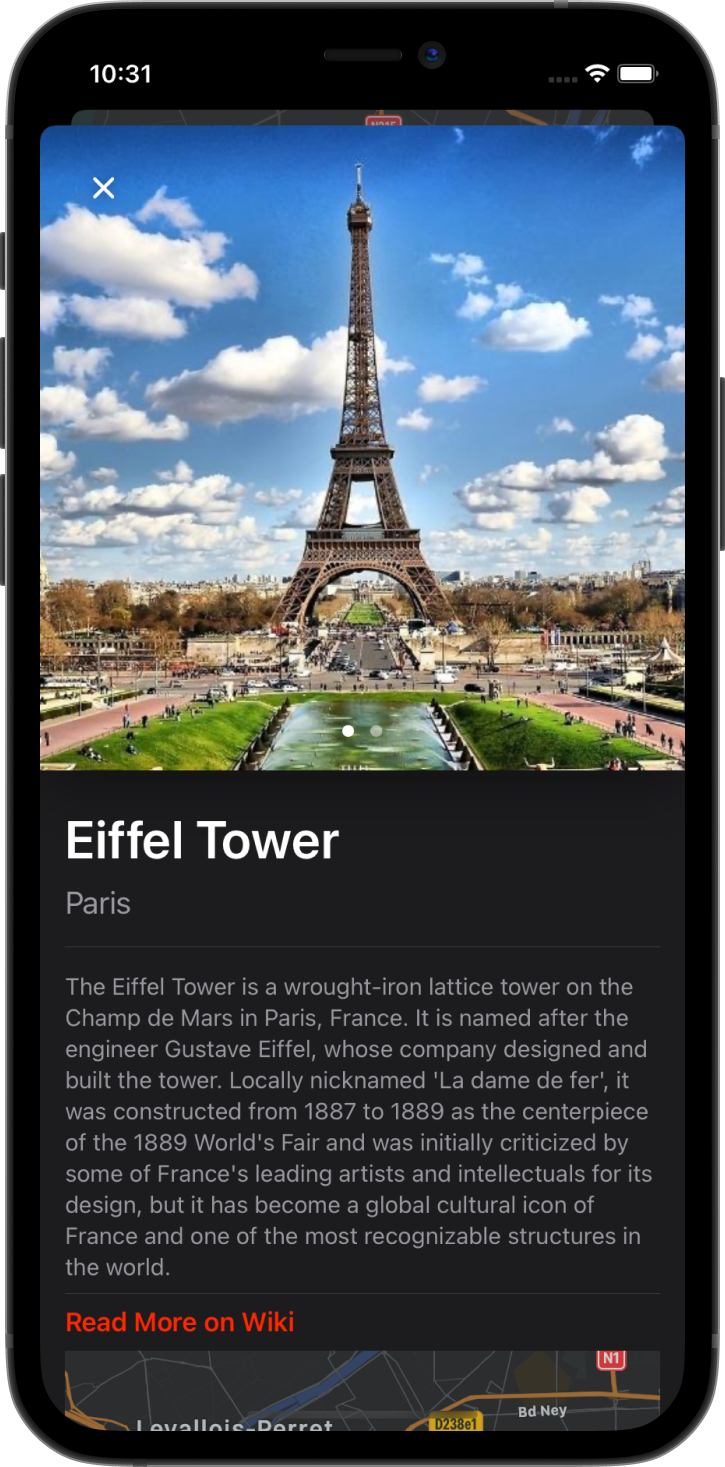 10:31
Eiffel Tower
Paris
The Eiffel Tower is a wrought-iron lattice tower on the
Champ de Mars in Paris, France. It is named after the
engineer Gustave Eiffel, whose company designed and
built the tower. Locally nicknamed 'La dame de fer', it
was constructed from 1887 to 1889 as the centerpiece
of the 1889 World's Fair and was initially criticized by
some of France's leading artists and intellectuals for its
design, but it has become a global cultural icon of
France and one of the most recognizable structures in
the world.
Read More on Wiki
N1
Bd Ney
Levallois-Perret
D238e1